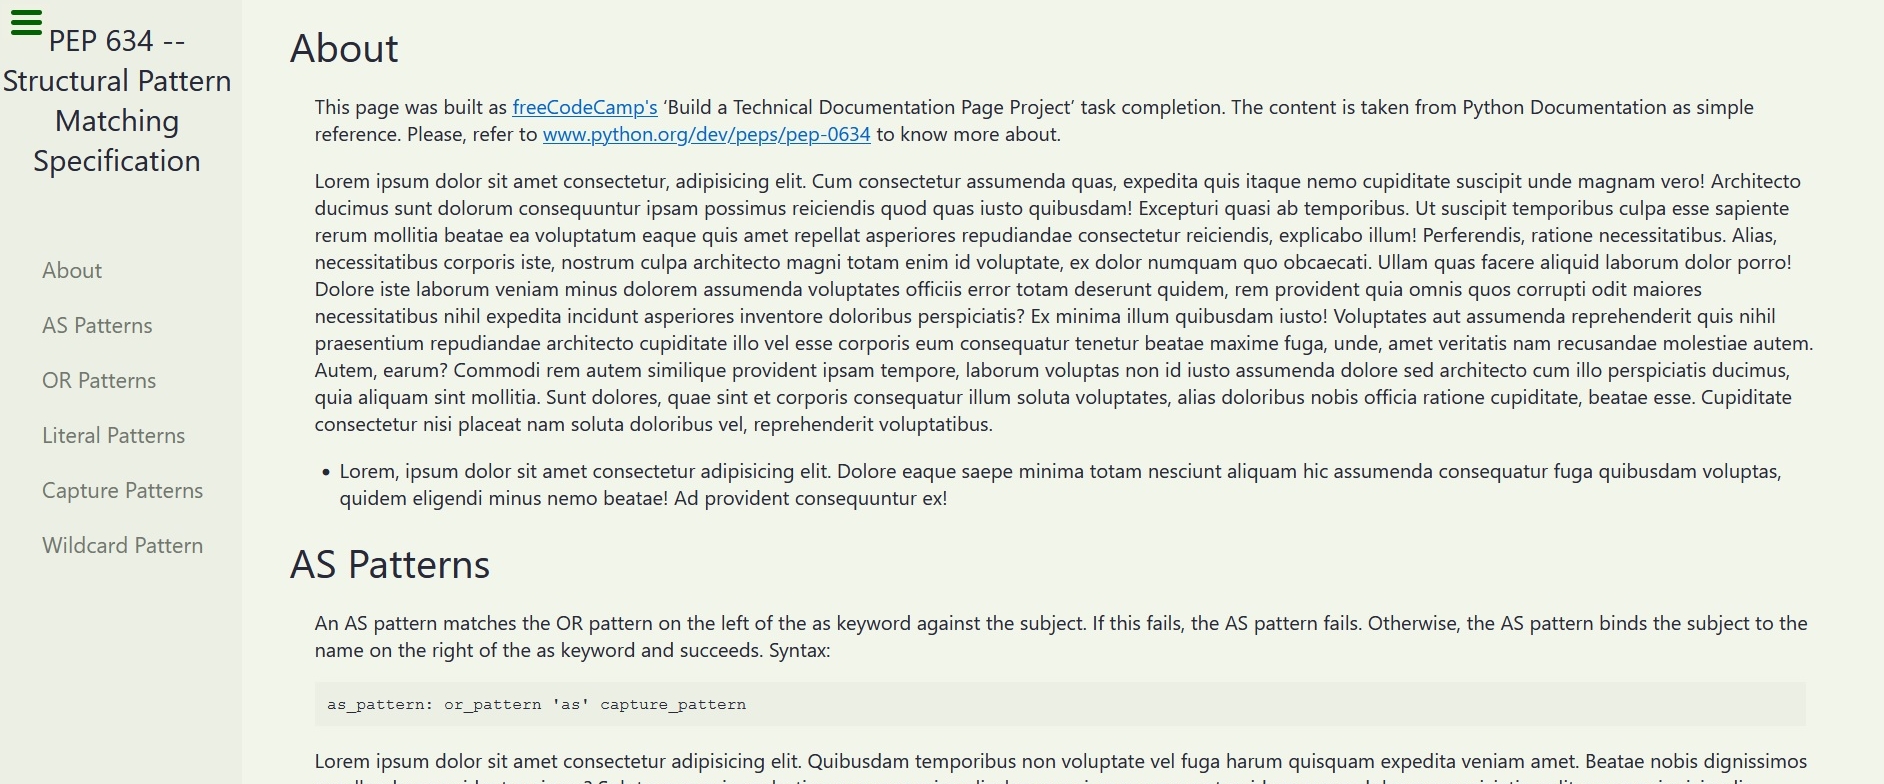 PEP 634 --
Structural Pattern
Matching
Specification
About
AS Patterns
OR Patterns
Literal Patterns
Capture Patterns
Wildcard Pattern
About
This page was built as freeCodeCamp's ‘Build a Technical Documentation Page Project’ task completion. The content is taken from Python Documentation as simple
reference. Please, refer to www.python.org/dev/peps/pep-0634 to know more about.
Lorem ipsum dolor sit amet consectetur, adipisicing elit. Cum consectetur assumenda quas, expedita quis itaque nemo cupiditate suscipit unde magnam vero! Architecto
ducimus sunt dolorum consequuntur ipsam possimus reiciendis quod quas iusto quibusdam! Excepturi quasi ab temporibus. Ut suscipit temporibus culpa esse sapiente
rerum mollitia beatae ea voluptatum eaque quis amet repellat asperiores repudiandae consectetur reiciendis, explicabo illum! Perferendis, ratione necessitatibus. Alias,
necessitatibus corporis iste, nostrum culpa architecto magni totam enim id voluptate, ex dolor numquam quo obcaecati. Ullam quas facere aliquid laborum dolor porro!
Dolore iste laborum veniam minus dolorem assumenda voluptates officiis error totam deserunt quidem, rem provident quia omnis quos corrupti odit maiores
necessitatibus nihil expedita incidunt asperiores inventore doloribus perspiciatis? Ex minima illum quibusdam iusto! Voluptates aut assumenda reprehenderit quis nihil
praesentium repudiandae architecto cupiditate illo vel esse corporis eum consequatur tenetur beatae maxime fuga, unde, amet veritatis nam recusandae molestiae autem.
Autem, earum? Commodi rem autem similique provident ipsam tempore, laborum voluptas non id iusto assumenda dolore sed architecto cum illo perspiciatis ducimus,
quia aliquam sint mollitia. Sunt dolores, quae sint et corporis consequatur illum soluta voluptates, alias doloribus nobis officia ratione cupiditate, beatae esse. Cupiditate
consectetur nisi placeat nam soluta doloribus vel, reprehenderit voluptatibus.
• Lorem, ipsum dolor sit amet consectetur adipisicing elit. Dolore eaque saepe minima totam nesciunt aliquam hic assumenda consequatur fuga quibusdam voluptas,
quidem eligendi minus nemo beatae! Ad provident consequuntur ex!
AS Patterns
An AS pattern matches the OR pattern on the left of the as keyword against the subject. If this fails, the AS pattern fails. Otherwise, the AS pattern binds the subject to the
name on the right of the as keyword and succeeds. Syntax:
as_pattern: or_pattern 'as' capture_pattern
Lorem ipsum dolor sit amet consectetur adipisicing elit. Quibusdam temporibus non voluptate vel fuga harum quisquam expedita veniam amet. Beatae nobis dignissimos